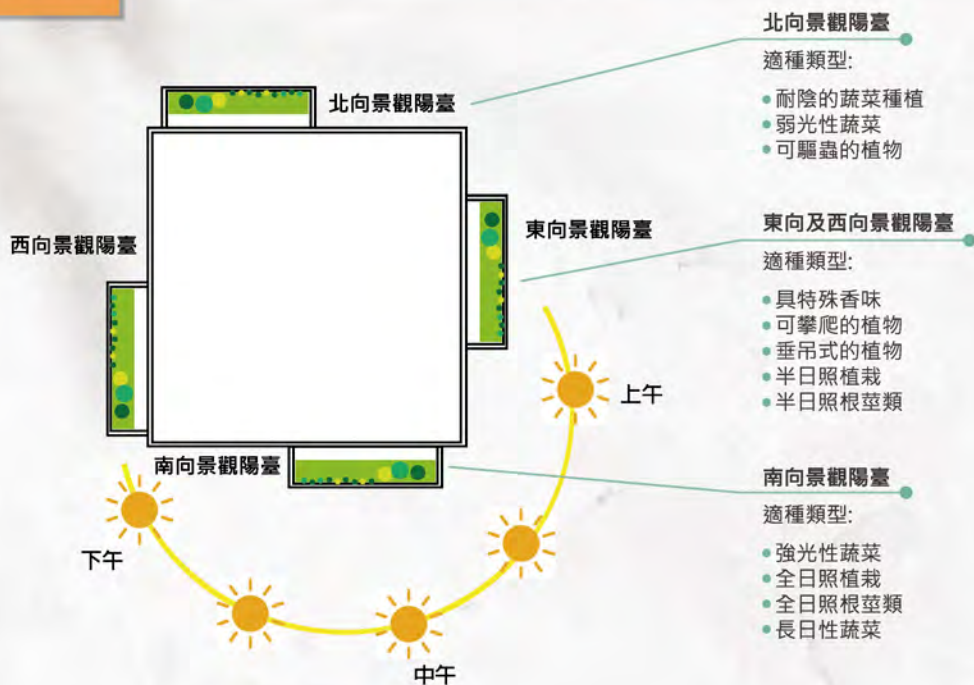 北向景觀陽臺
西向景觀陽臺
東向景觀陽臺
南向景觀陽臺
上午
下午
中午
北向景觀陽臺
適種類型:
耐陰的蔬菜種植
弱光性蔬菜
可驅蟲的植物
東向及西向景觀陽臺
適種類型:
具特殊香味
可攀爬的植物
垂吊式的植物
半日照植栽
半日照根莖類
南向景觀陽臺
適種類型:
強光性蔬菜
全日照植栽
全日照根莖類
長日性蔬菜